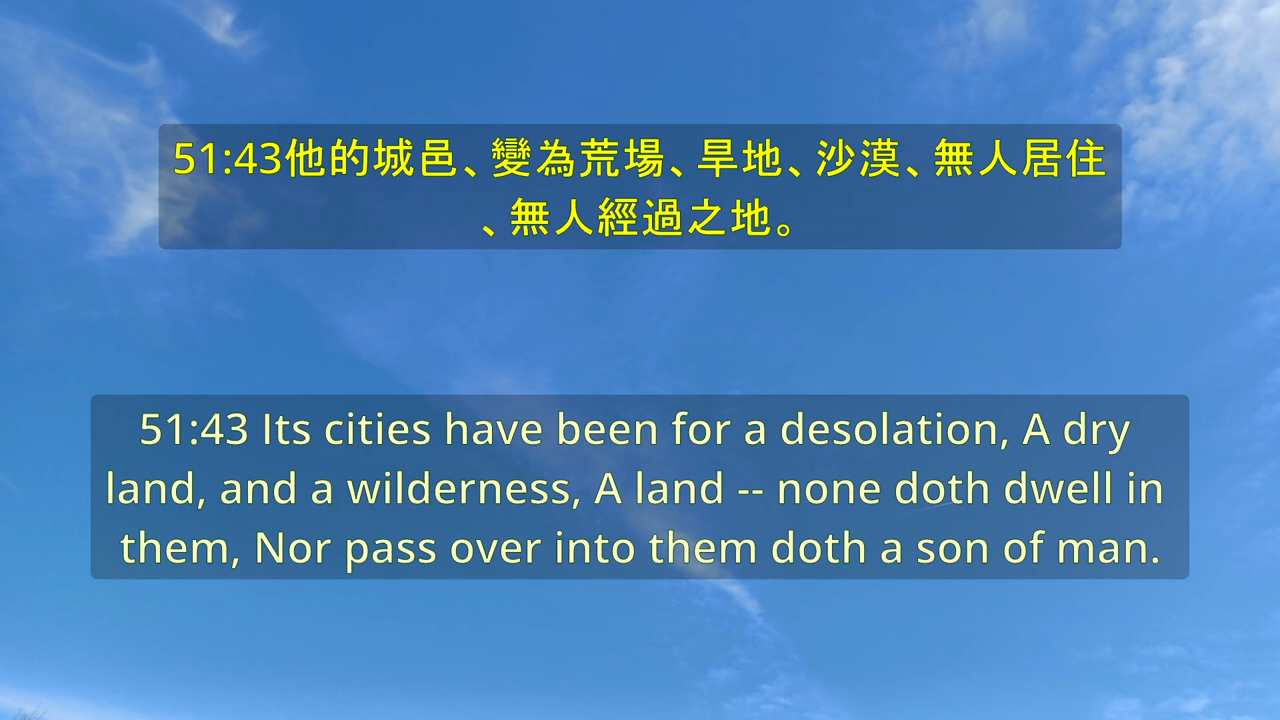 51:43他的城邑、變為荒場、旱地、沙漠、無人居住
、無人經過之地。
51:43 Its cities have been for a desolation, A dry
land, and a wilderness, A land -- none doth dwell in
them, Nor pass over into them doth a son of man.